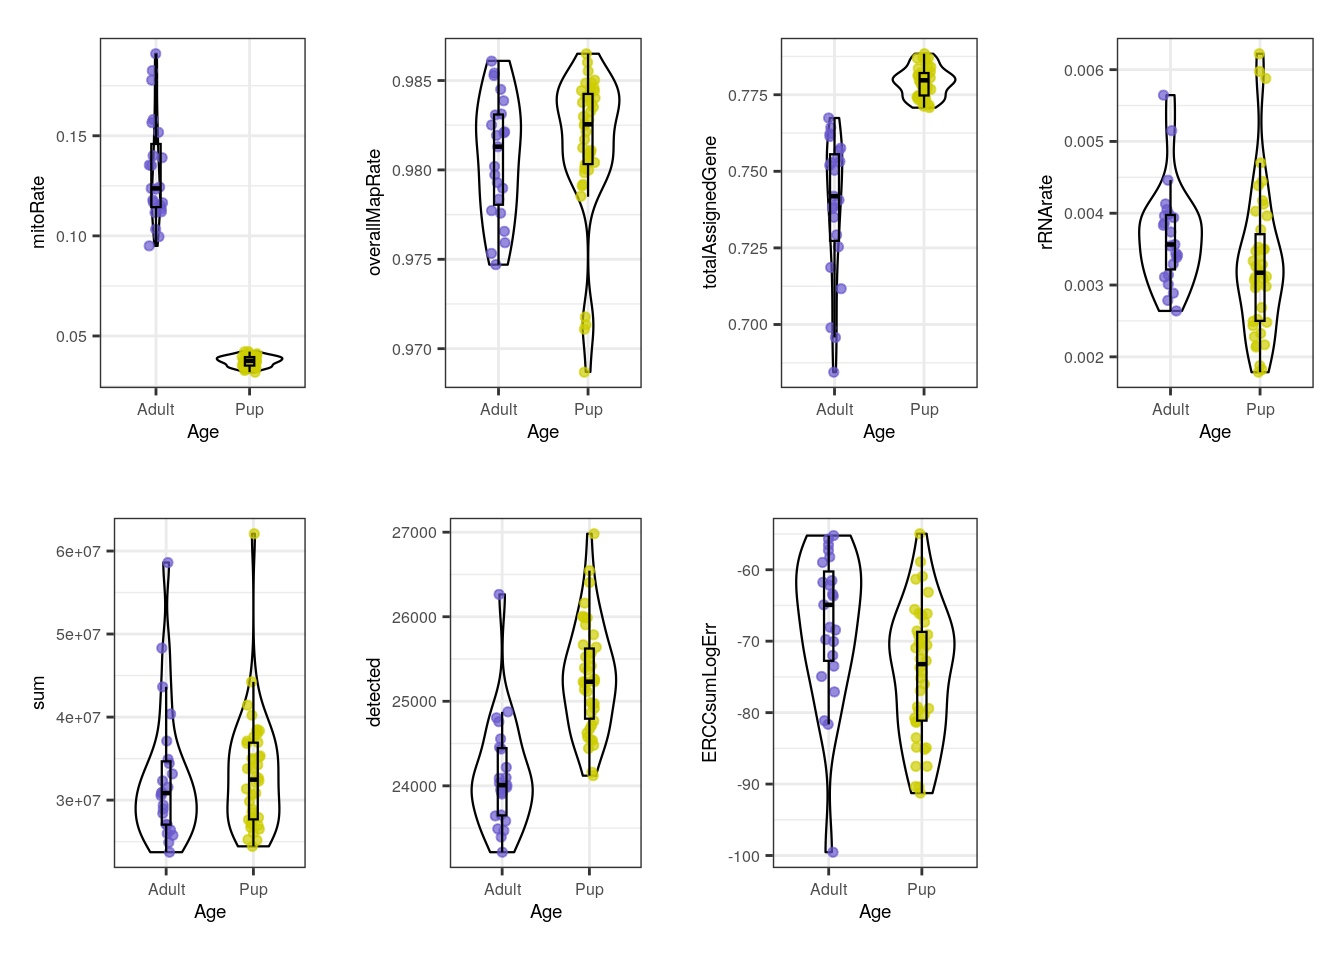 mitoRate
0.15
0.10
0.05
Adult Pup
Age
overallMapRate
0.985
0.980
0.975
0.970
Adult Pup
Age
totalAssignedGene
0.775
0.750
0.725
0.700
Adult Pup
Age
rRNArate
0.006
0.005
0.004
0.003
0.002
Adult Pup
Age
sum
6e+07
5e+07
4e+07
3e+07
Adult Pup
Age
detected
27000
26000
25000
24000
Adult Pup
Age
ERCCsumLogErr
-60
-70
-80
-90
-100
Adult Pup
Age